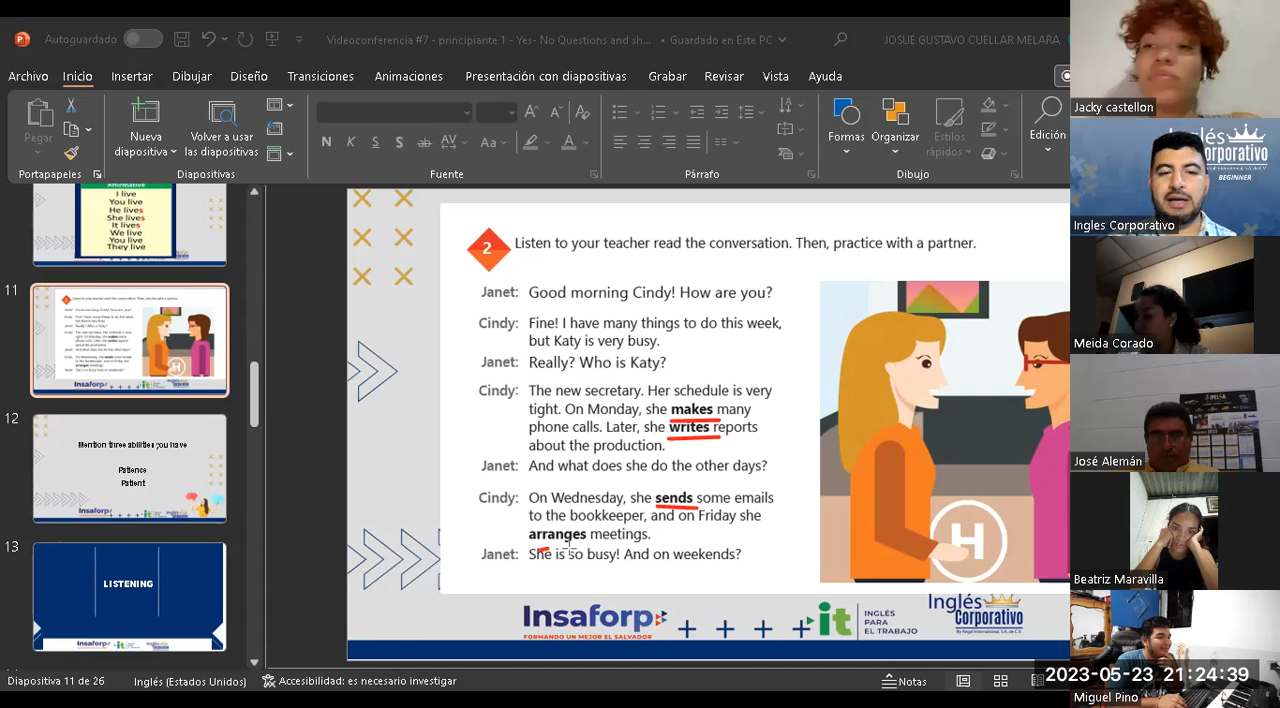 Autoguardado
Videoconferencia #7 - principiante 1 - Yes- No Questions and sh... • Guardado en Este PC
JOSUE GUSTAVO CUELLAR MELARA
Archivo Inicio Insertar Dibujar Diseño Transiciones Animaciones Presentación con diapositivas Grabar Revisar Vista Ayuda
Pegar
Nueva diapositiva
Volver a usar las diapositivas
Formas
Organizar
Estilos rápidos
Edición
Portapapeles Diapositivas Fuente Párrafo Dibujo
Affirmative
I live
You live
He lives
She lives
It lives
We live
You live
They live
11
12
Mention three abilities you have
Patience
Patient
13
LISTENING
2 Listen to your teacher read the conversation. Then, practice with a partner.
Janet: Good morning Cindy! How are you?
Cindy: Fine! I have many things to do this week,
but Katy is very busy.
Janet: Really? Who is Katy?
Cindy: The new secretary. Her schedule is very
tight. On Monday, she makes many
phone calls. Later, she writes reports
about the production.
Janet: And what does she do the other days?
Cindy: On Wednesday, she sends some emails
to the bookkeeper, and on Friday she
arranges meetings.
Janet: She is so busy! And on weekends?
H
Insaforp
FORMANDO UN MEJOR EL SALVADOR
it
INGLÉS
PARA
EL TRABAJO
Inglés
Corporativo
By Regal International, S.A. de C.V.
Diapositiva 11 de 26 Inglés (Estados Unidos) Accesibilidad: es necesario investigar Notas
Jacky castellon
Inglés
Corporativo
BEGINNER
Ingles Corporativo
Meida Corado
José Alemán
Beatriz Maravilla
2023-05-23 21:24:39
Miguel Pino